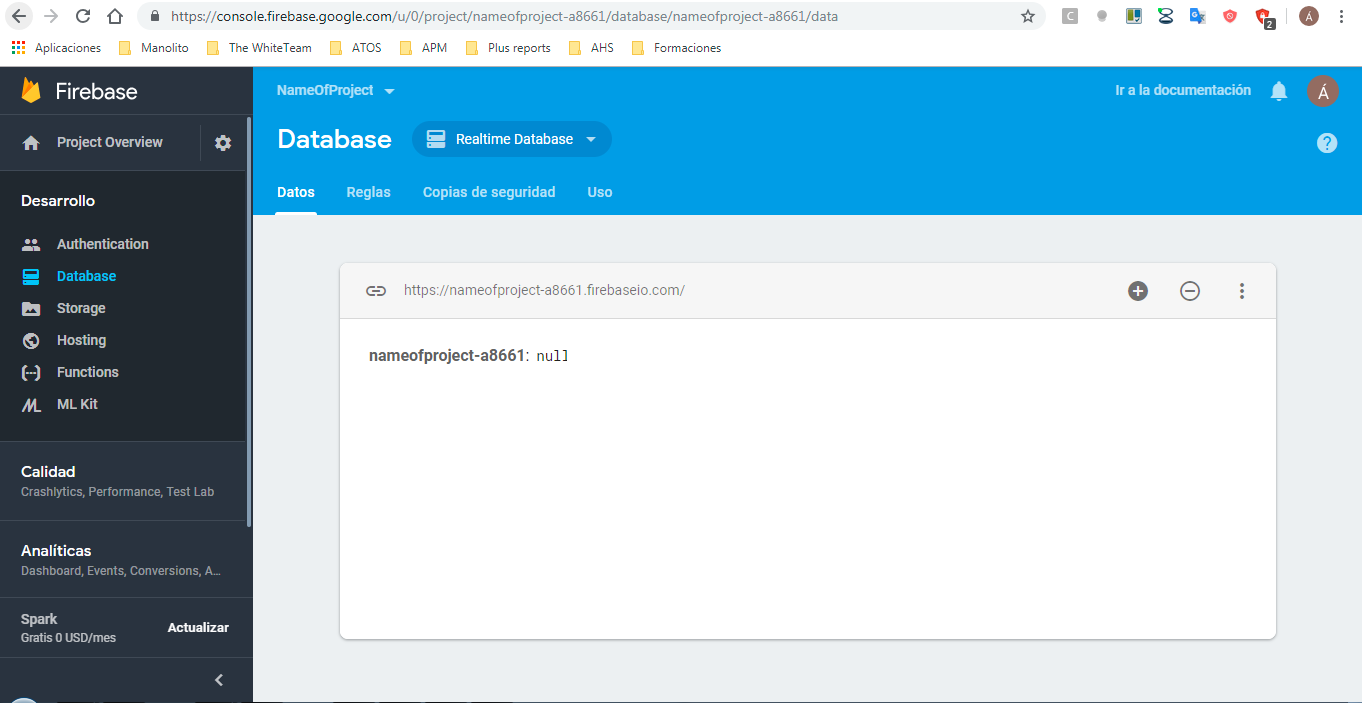 https://console.firebase.google.com/u/0/project/nameofproject-a8661/database/nameofproject-a8661/data
C
2
Á
Aplicaciones Manolito The WhiteTeam ATOS APM Plus reports AHS Formaciones
Firebase
NameOfProject
Ir a la documentación
Á
Project Overview
Database
Realtime Database
?
Datos Reglas Copias de seguridad Uso
Desarrollo
Authentication
Database
Storage
Hosting
Functions
ML Kit
Calidad
Crashlytics, Performance, Test Lab
Analíticas
Dashboard, Events, Conversions, A...
Spark
Gratis 0 USD/mes
Actualizar
https://nameofproject-a8661.firebaseio.com/
nameofproject-a8661: null